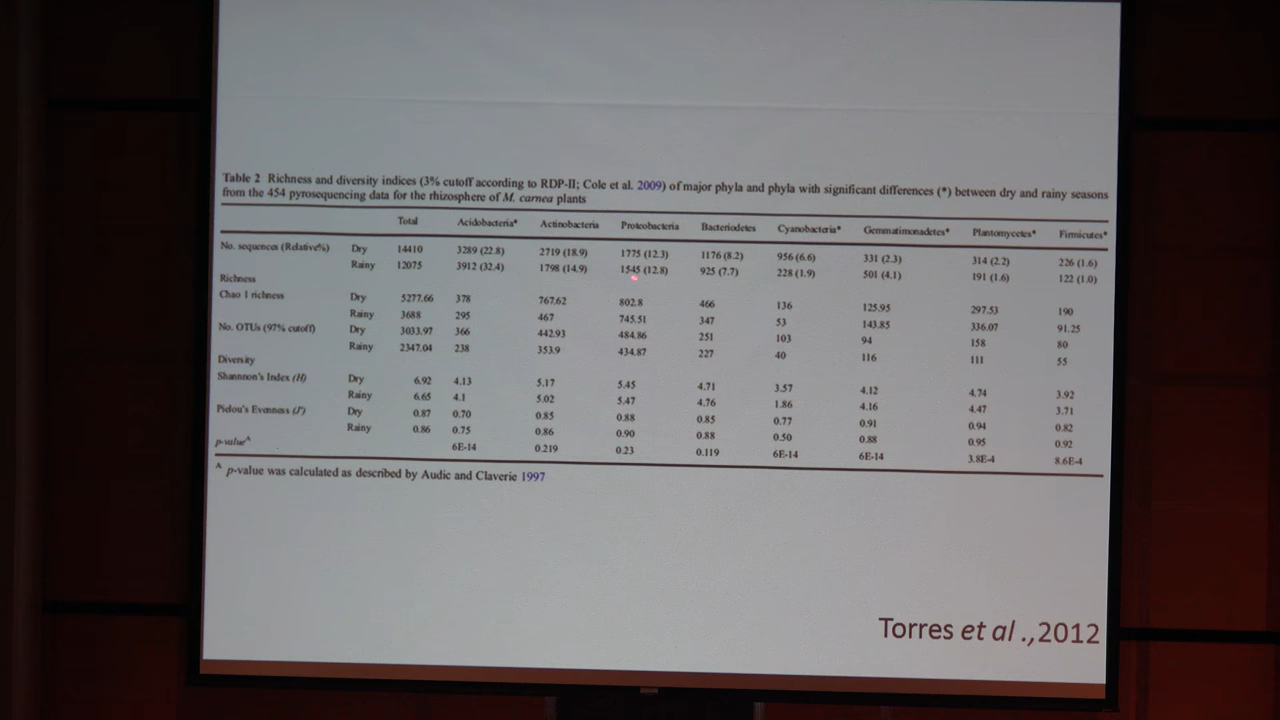 Table 2 Richness and diversity indices (3% cutoff according to RDP-II; Cole et al. 2009) of major phyla and phyla with significant differences (*) between dry and rainy seasons
from the 454 pyrosequencing data for the rhizosphere of M. carnea plants
Total Acidobacteria* Actinobacteria Proteobacteria Bacteriodetes Cyanobacteria* Gemmatimonadetes* Plantomycetes* Firmicutes*
No. sequences (Relative%) Dry 14410 3289 (22.8) 2719 (18.9) 1775 (12.3) 1176 (8.2) 956 (6.6) 331 (2.3) 314 (2.2) 226 (1.6)
Rainy 12075 3912 (32.4) 1798 (14.9) 1545 (12.8) 925 (7.7) 228 (1.9) 501 (4.1) 191 (1.6) 122 (1.0)
Richness
Chao 1 richness Dry 5277.66 378 767.62 802.8 466 136 125.95 297.53 190
Rainy 3688 295 467 745.51 347 53 143.85 336.07 91.25
No. OTUs (97% cutoff) Dry 3033.97 366 442.93 484.86 251 103 94 158 80
Rainy 2347.04 238 353.9 434.87 227 40 116 111 55
Diversity
Shannnon's Index (H) Dry 6.92 4.13 5.17 5.45 4.71 3.57 4.12 4.74 3.92
Rainy 6.65 4.1 5.02 5.47 4.76 1.86 4.16 4.47 3.71
Pidou's Evenness (J') Dry 0.87 0.70 0.85 0.88 0.85 0.77 0.91 0.94 0.82
Rainy 0.86 0.75 0.86 0.90 0.88 0.50 0.88 0.95 0.92
p-value^A 6E-14 0.219 0.23 0.119 6E-14 6E-14 3.8E-4 8.6E-4
^A p-value was calculated as described by Audic and Claverie 1997
Torres et al .,2012